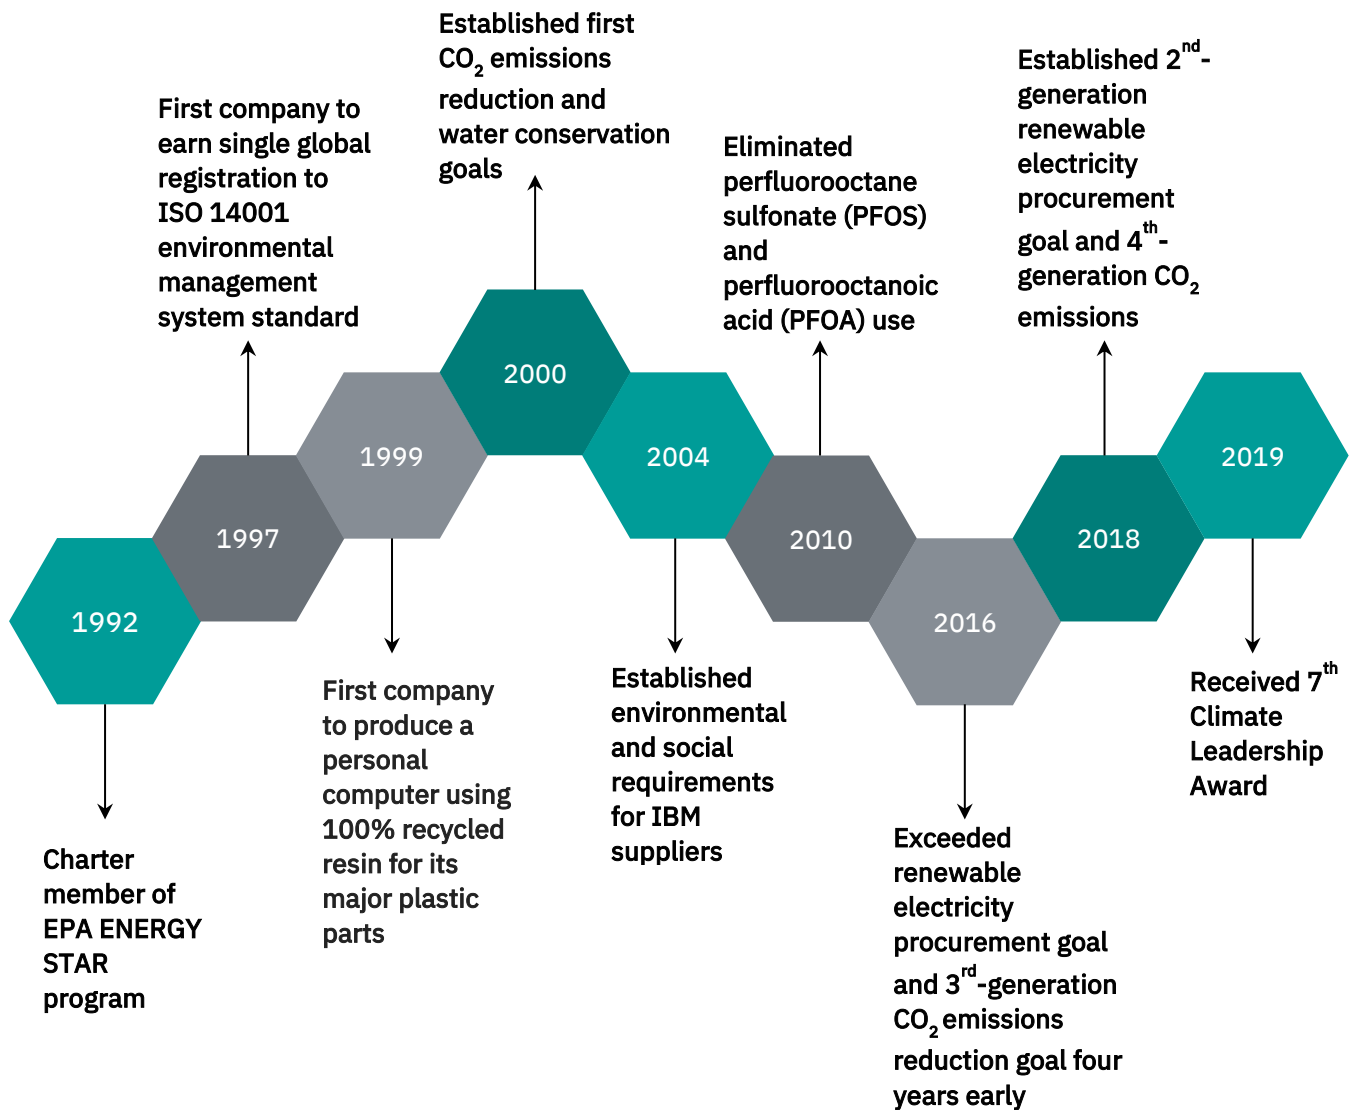 Established first
CO₂ emissions
reduction and
water conservation
goals
Established 2ⁿᵈ-
generation
renewable
electricity
procurement
goal and 4ᵗʰ-
generation CO₂
emissions
First company to
earn single global
registration to
ISO 14001
environmental
management
system standard
Eliminated
perfluorooctane
sulfonate (PFOS)
and
perfluorooctanoic
acid (PFOA) use
1992
1997
1999
2000
2004
2010
2016
2018
2019
Charter
member of
EPA ENERGY
STAR
program
First company
to produce a
personal
computer using
100% recycled
resin for its
major plastic
parts
Established
environmental
and social
requirements
for IBM
suppliers
Exceeded
renewable
electricity
procurement goal
and 3ʳᵈ-generation
CO₂ emissions
reduction goal four
years early
Received 7ᵗʰ
Climate
Leadership
Award